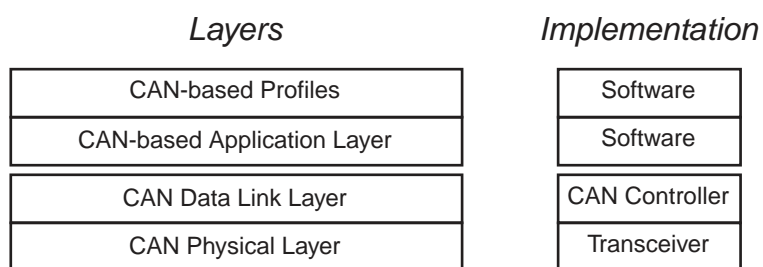 Layers Implementation
CAN-based Profiles Software
CAN-based Application Layer Software
CAN Data Link Layer CAN Controller
CAN Physical Layer Transceiver